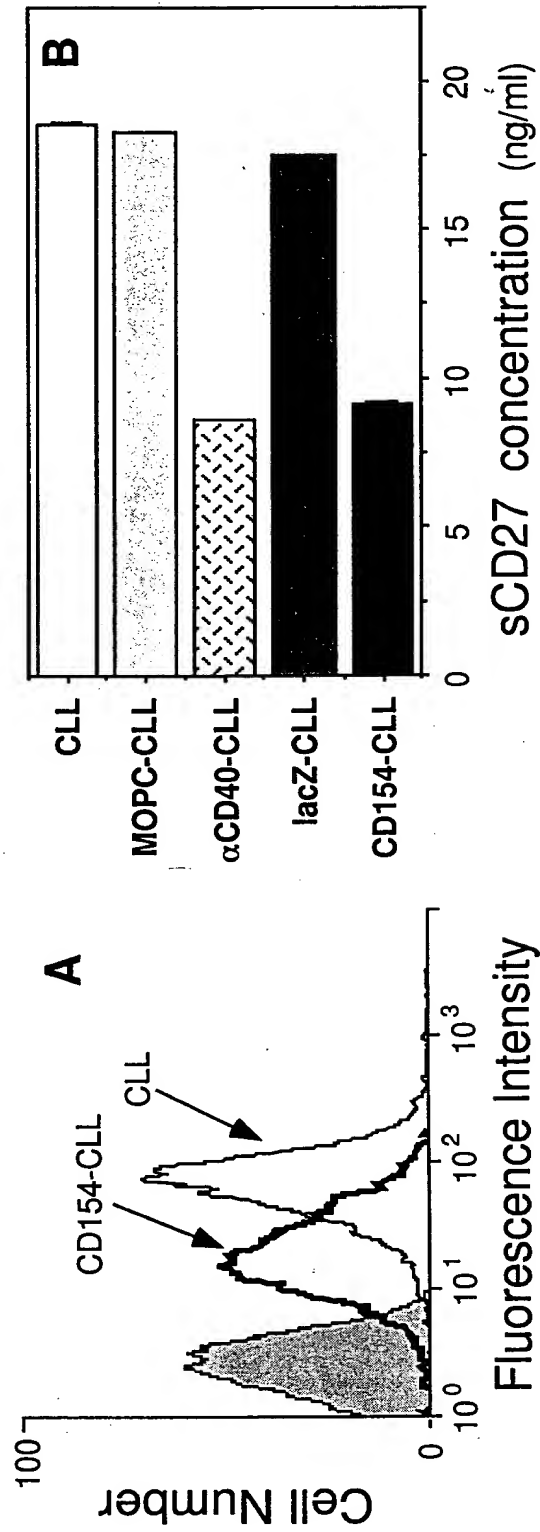 A
100
0
Cell Number
CD154-CLL
CLL
10⁰
10¹
10²
10³
Fluorescence Intensity
B
CLL
MOPC-CLL
αCD40-CLL
lacZ-CLL
CD154-CLL
0
5
10
15
20
sCD27 concentration (ng/ml)